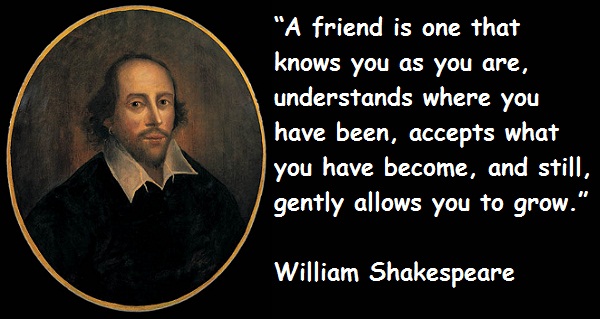 “A friend is one that
knows you as you are,
understands where you
have been, accepts what
you have become, and still,
gently allows you to grow.”
William Shakespeare